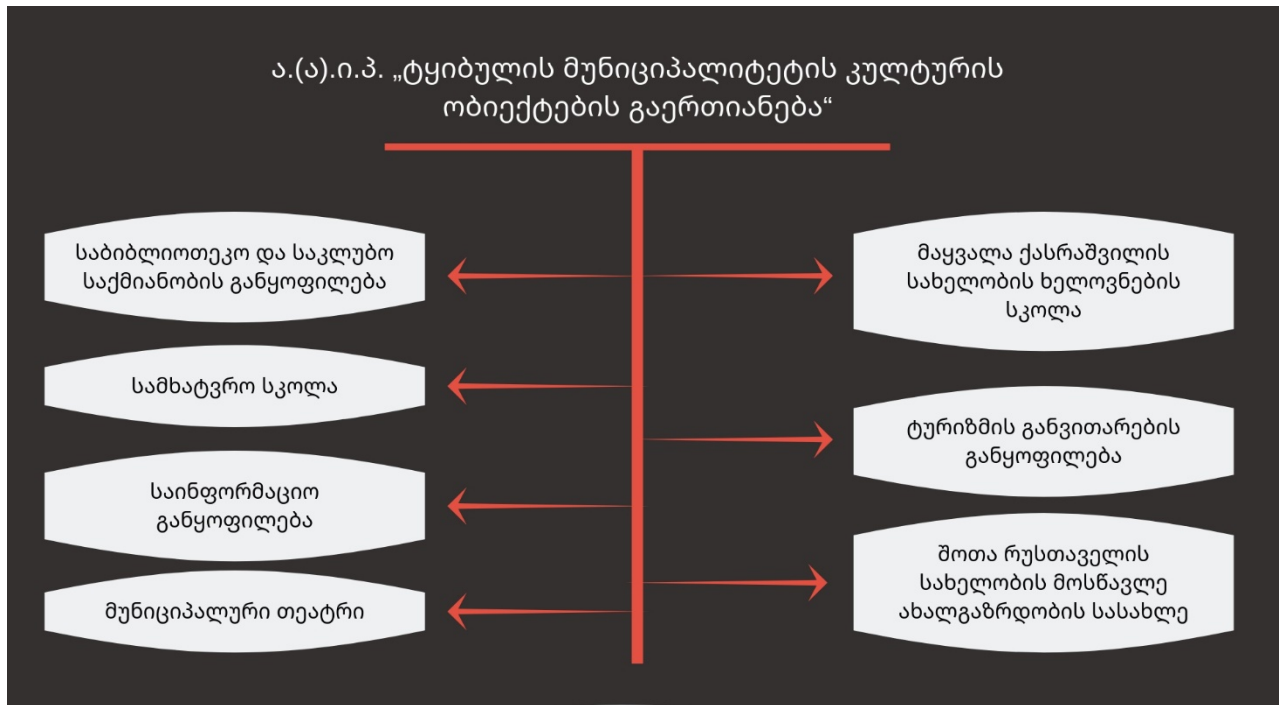 ა.(ა).ი.პ. „ტყიბულის მუნიციპალიტეტის კულტურის
ობიექტების გაერთიანება“
საბიბლიოთეკო და საკლუბო
საქმიანობის განყოფილება
სამხატვრო სკოლა
საინფორმაციო
განყოფილება
მუნიციპალური თეატრი
მაყვალა ქასრაშვილის
სახელობის ხელოვნების
სკოლა
ტურიზმის განვითარების
განყოფილება
შოთა რუსთაველის
სახელობის მოსწავლე
ახალგაზრდობის სასახლე